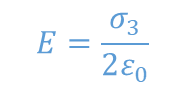 E = σ₃ / 2ε₀